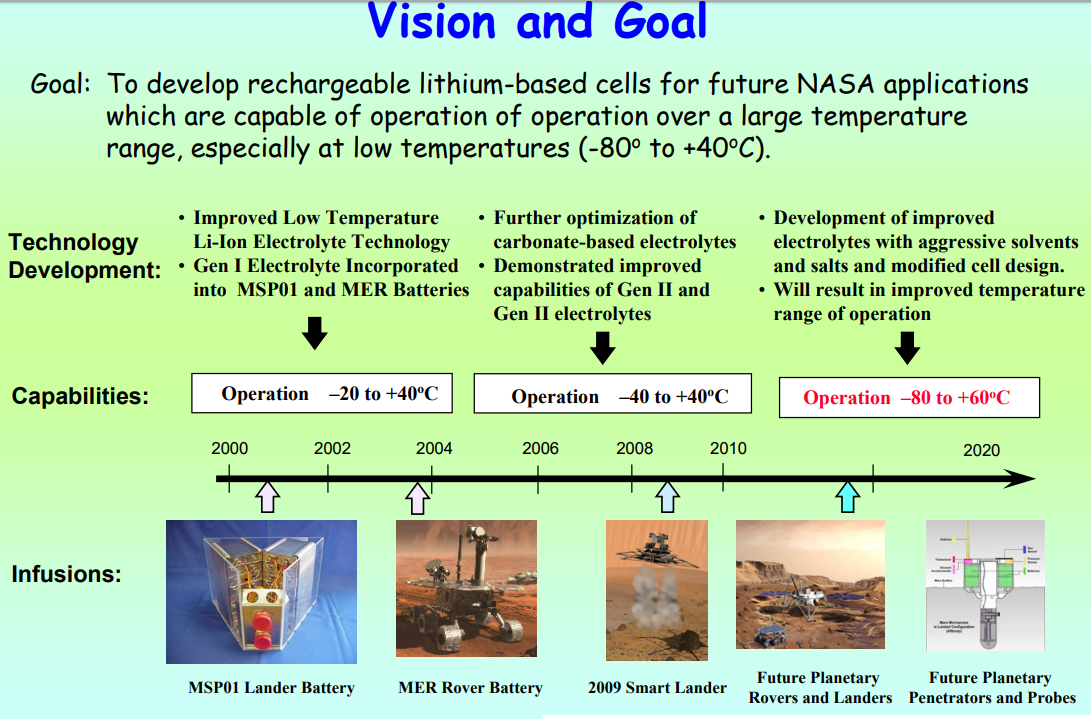 Vision and Goal
Goal: To develop rechargeable lithium-based cells for future NASA applications
which are capable of operation of operation over a large temperature
range, especially at low temperatures (-80º to +40ºC).
Technology
Development:
• Improved Low Temperature
Li-Ion Electrolyte Technology
• Gen I Electrolyte Incorporated
into MSP01 and MER Batteries
• Further optimization of
carbonate-based electrolytes
• Demonstrated improved
capabilities of Gen II and
Gen II electrolytes
• Development of improved
electrolytes with aggressive solvents
and salts and modified cell design.
• Will result in improved temperature
range of operation
Capabilities:
Operation –20 to +40ºC
Operation –40 to +40ºC
Operation –80 to +60ºC
2000 2002 2004 2006 2008 2010 2020
Infusions:
MSP01 Lander Battery
MER Rover Battery
2009 Smart Lander
Future Planetary
Rovers and Landers
Future Planetary
Penetrators and Probes